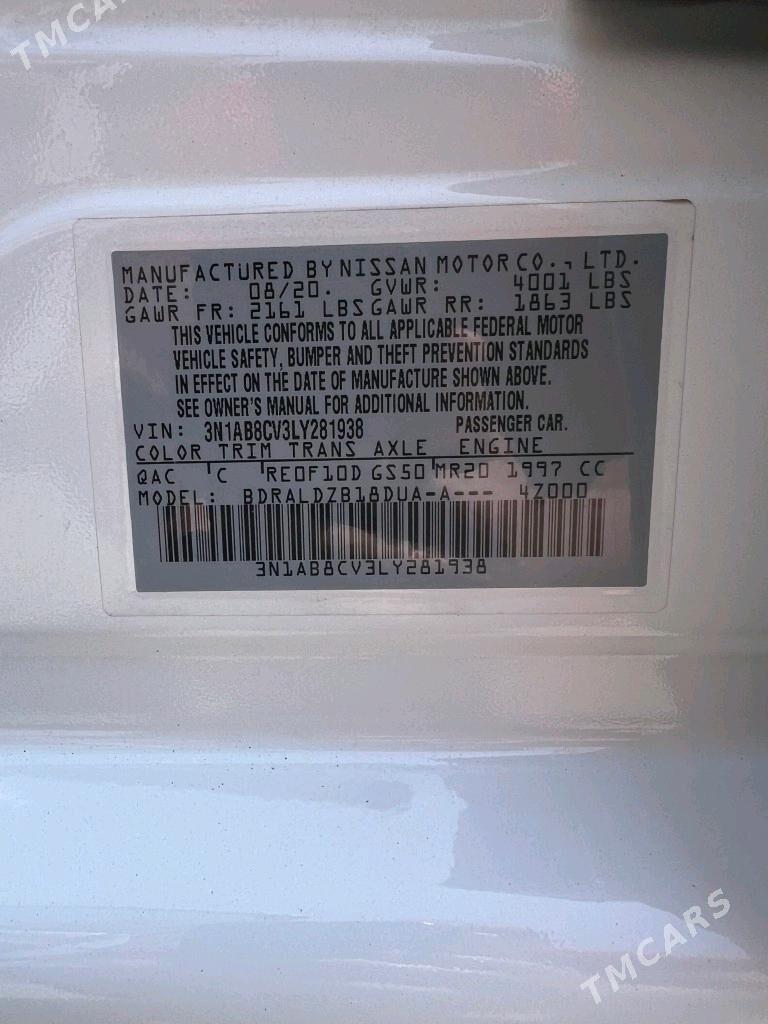 TMCARS
MANUFACTURED BY NISSAN MOTOR CO., LTD.
DATE: 08/20. GVWR: 4001 LBS
GAWR FR: 2161 LBS GAWR RR: 1863 LBS
THIS VEHICLE CONFORMS TO ALL APPLICABLE FEDERAL MOTOR
VEHICLE SAFETY, BUMPER AND THEFT PREVENTION STANDARDS
IN EFFECT ON THE DATE OF MANUFACTURE SHOWN ABOVE.
SEE OWNER'S MANUAL FOR ADDITIONAL INFORMATION.
VIN: 3N1AB8CV3LY281938 PASSENGER CAR.
COLOR TRIM TRANS AXLE ENGINE
QAC C RE0F10D GS50 MR20 1997 CC
MODEL: BDRALDZB18DUA-A--- 4Z000
3N1AB8CV3LY281938
TMCARS